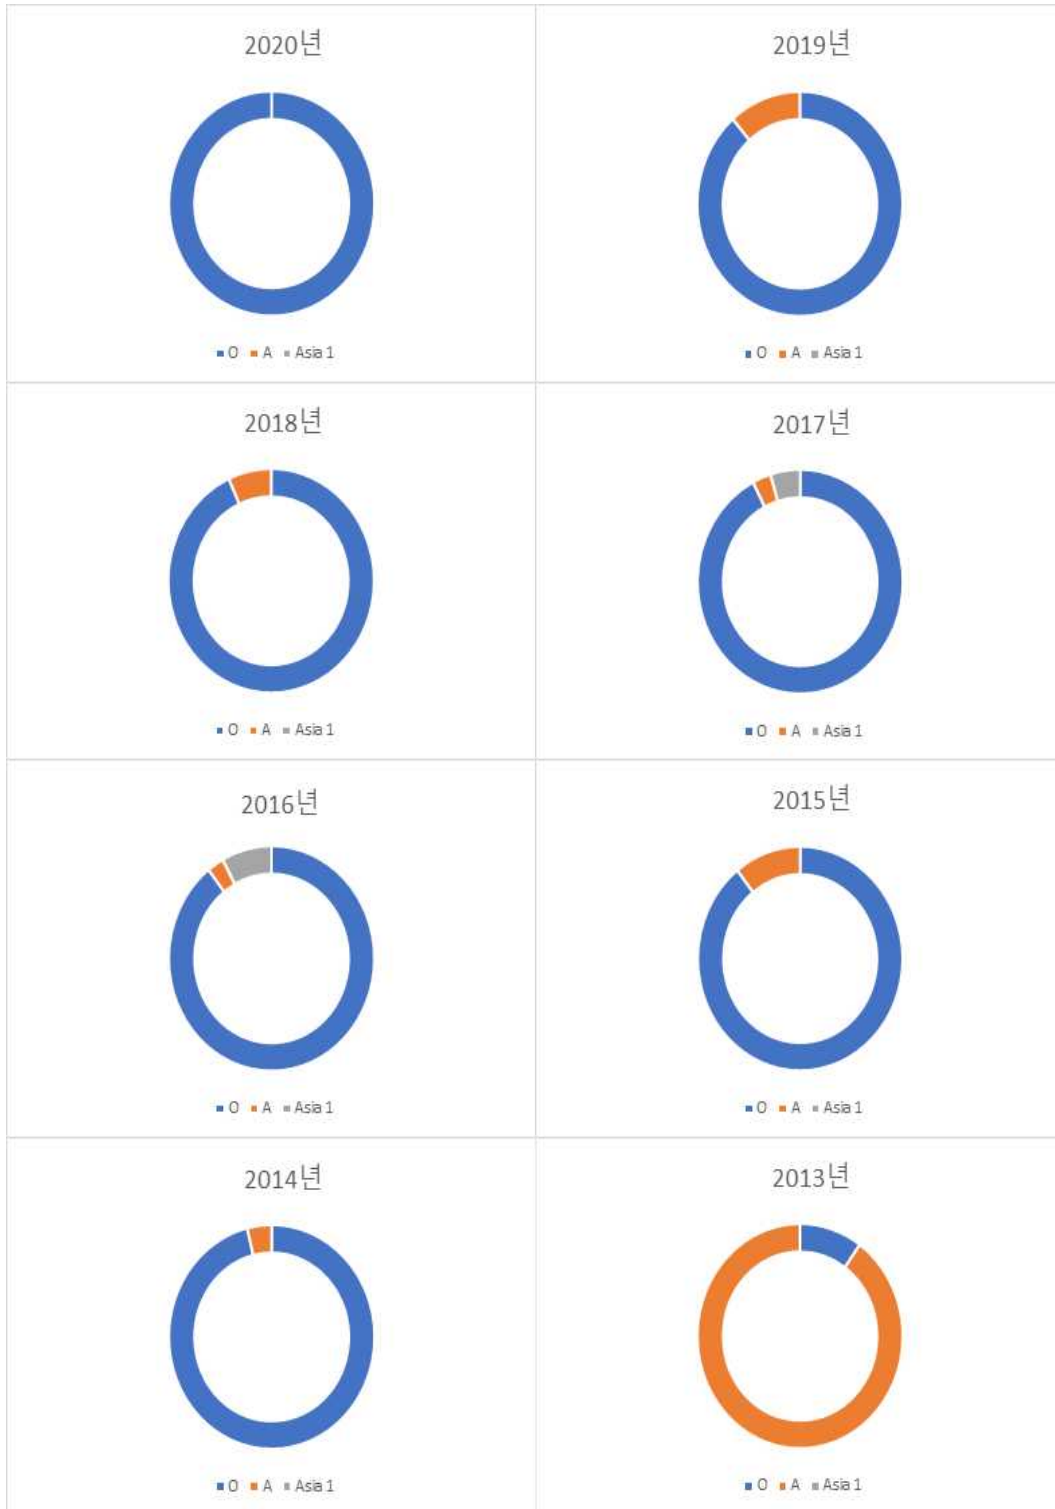 2020년
O A Asia 1
2019년
O A Asia 1
2018년
O A Asia 1
2017년
O A Asia 1
2016년
O A Asia 1
2015년
O A Asia 1
2014년
O A Asia 1
2013년
O A Asia 1